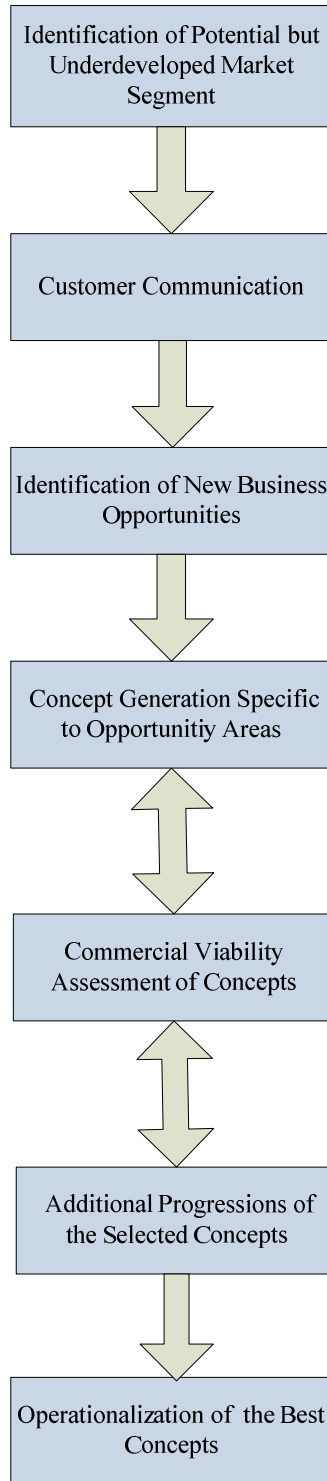 Identification of Potential but
Underdeveloped Market
Segment
Customer Communication
Identification of New Business
Opportunities
Concept Generation Specific
to Opportunitiy Areas
Commercial Viability
Assessment of Concepts
Additional Progressions of
the Selected Concepts
Operationalization of the Best
Concepts